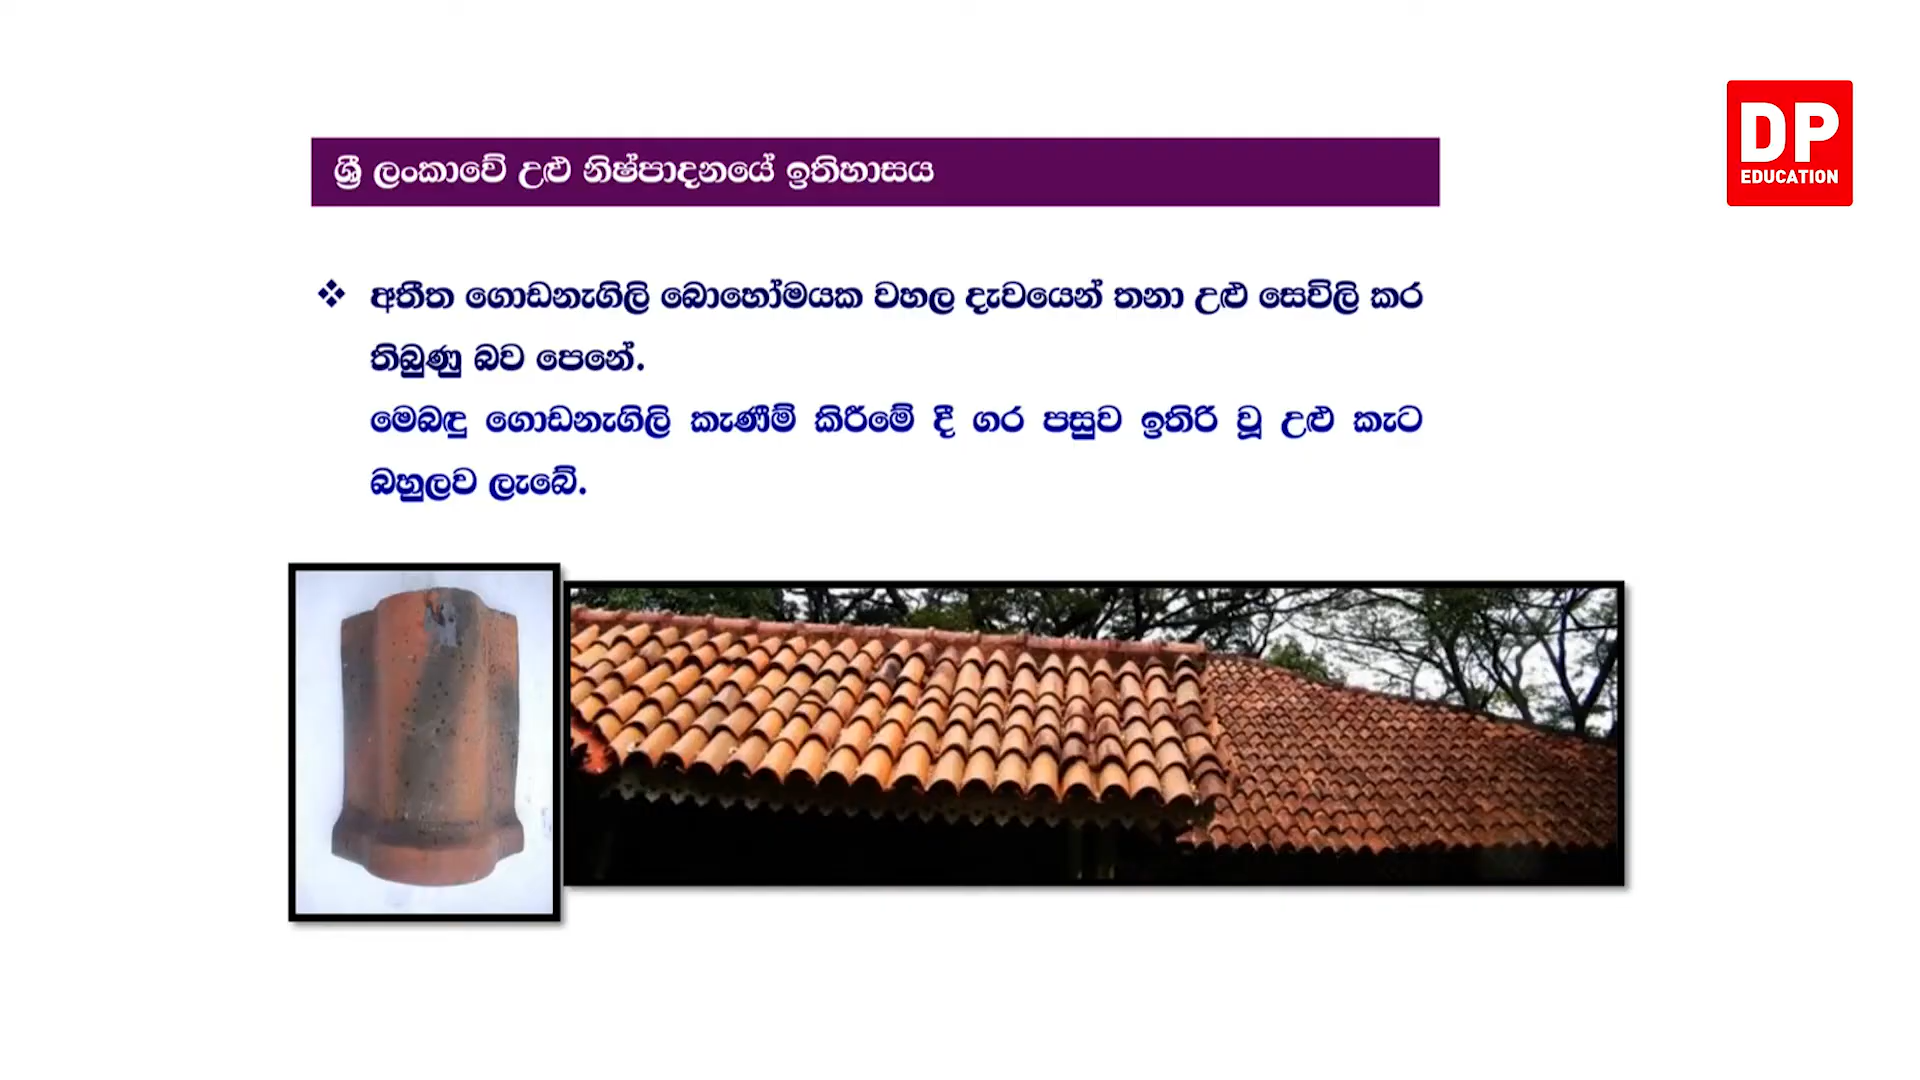 ශ්‍රී ලංකාවේ උළු නිෂ්පාදනයේ ඉතිහාසය
DP
EDUCATION
❖ අතීත ගොඩනැගිලි බොහෝමයක වහල දැවයෙන් තනා උළු සෙවිලි කර
තිබුණු බව පෙනේ.
මෙබඳු ගොඩනැගිලි කැණීම් කිරීමේ දී ගර පසුව ඉතිරි වූ උළු කැට
බහුලව ලැබේ.